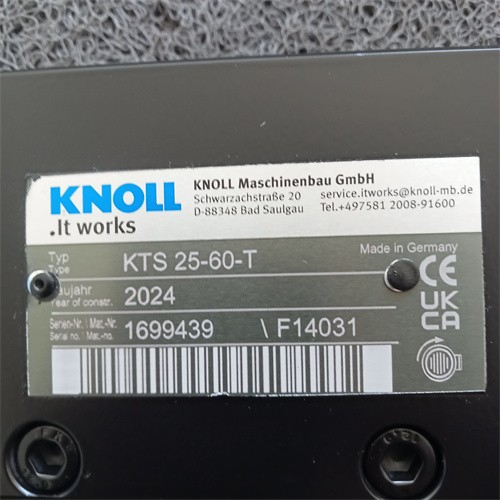 KNOLL
.It works
KNOLL Maschinenbau GmbH
Schwarzachstraße 20
D-88348 Bad Saulgau
service.itworks@knoll-mb.de
Tel.+497581 2008-91600
Typ
Type
KTS 25-60-T
Made in Germany
Baujahr
Year of constr.
2024
CE
UK
CA
Serien-Nr. \ Mat.-Nr.
Serial no. \ Mat.-No.
1699439 \ F14031